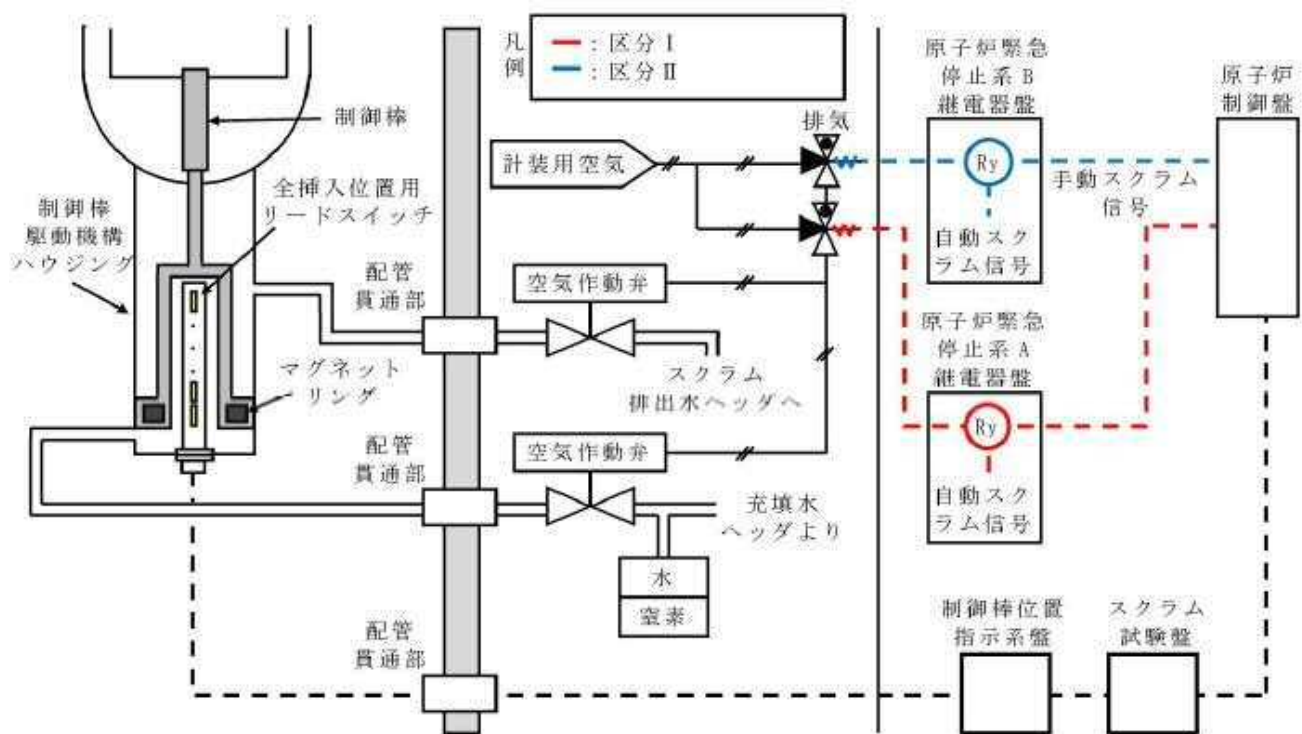 凡例
: 区分Ⅰ
: 区分Ⅱ
制御棒
全挿入位置用
リードスイッチ
制御棒
駆動機構
ハウジング
マグネット
リング
配管
貫通部
計装用空気
排気
空気作動弁
スクラム
排出水ヘッダへ
配管
貫通部
空気作動弁
充填水
ヘッダより
水
窒素
配管
貫通部
原子炉緊急
停止系B
継電器盤
Ry
自動スク
ラム信号
手動スクラム
信号
原子炉
制御盤
原子炉緊急
停止系A
継電器盤
Ry
自動スク
ラム信号
制御棒位置
指示系盤
スクラム
試験盤